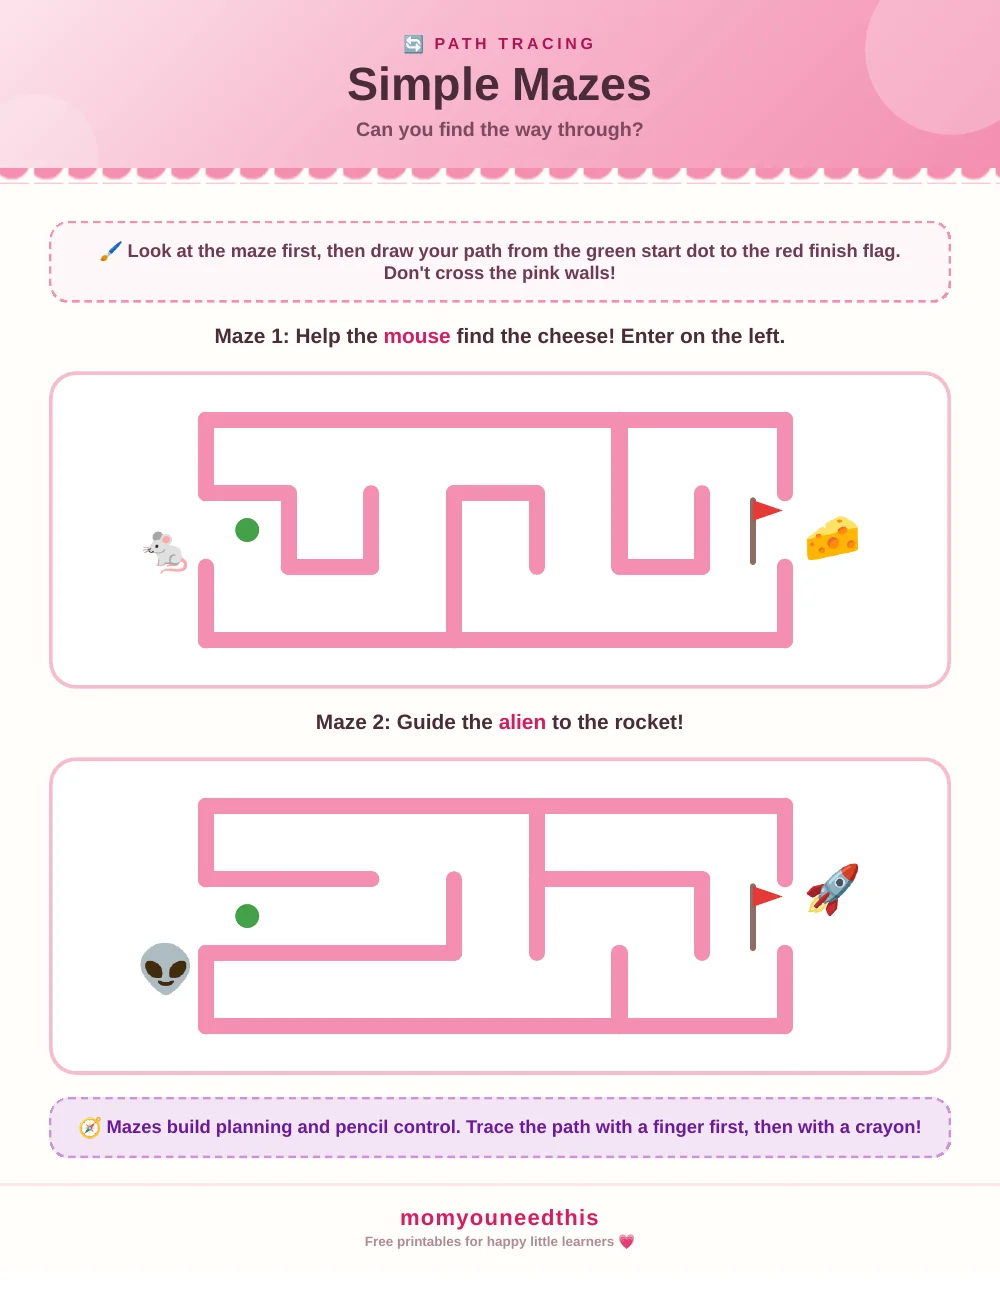 PATH TRACING
Simple Mazes
Can you find the way through?
Look at the maze first, then draw your path from the green start dot to the red finish flag.
Don't cross the pink walls!
Maze 1: Help the mouse find the cheese! Enter on the left.
Maze 2: Guide the alien to the rocket!
Mazes build planning and pencil control. Trace the path with a finger first, then with a crayon!
momyouneedthis
Free printables for happy little learners